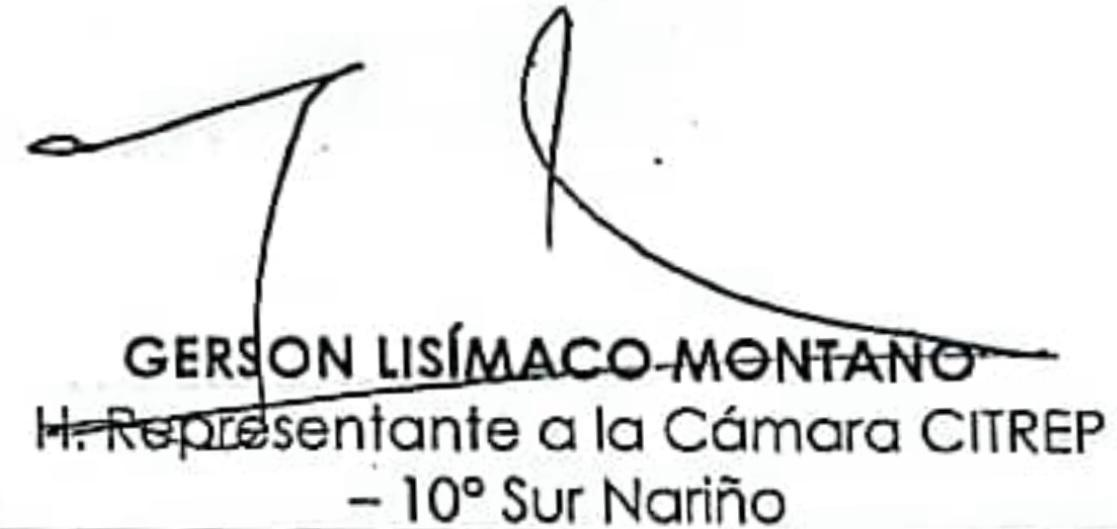 GERSON LISÍMACO MONTAÑO
H. Representante a la Cámara CITREP
– 10° Sur Nariño